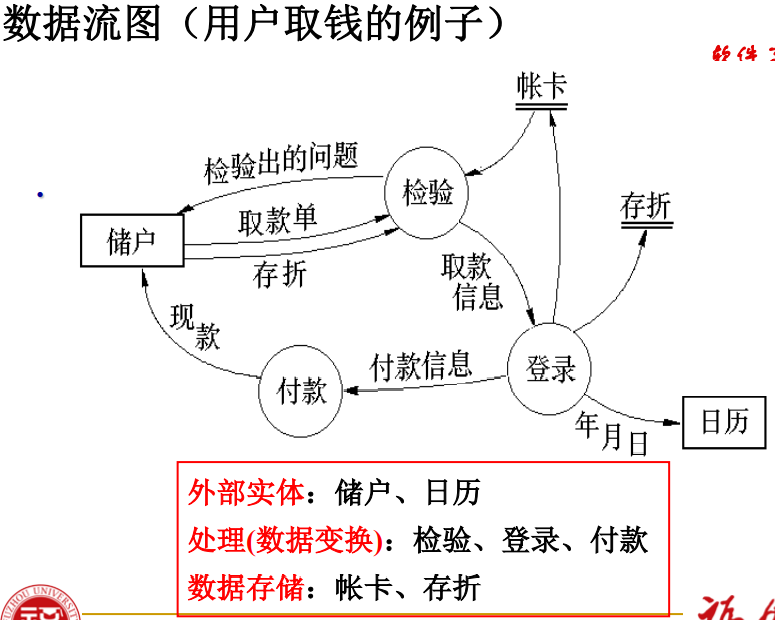 数据流图（用户取钱的例子）
软件
帐卡
检验出的问题
检验
存折
取款单
储户
存折
取款
信息
现款
付款信息
登录
付款
年月日
日历
外部实体：储户、日历
处理(数据变换)：检验、登录、付款
数据存储：帐卡、存折